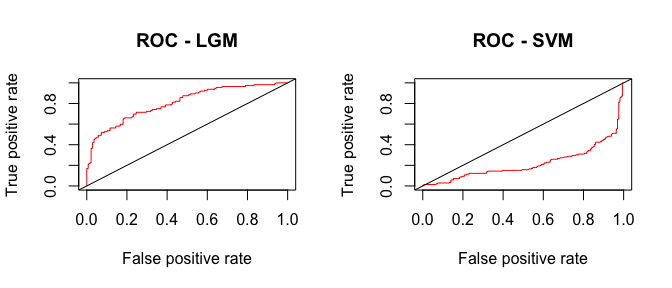 ROC - LGM
True positive rate
0.0 0.4 0.8
0.0 0.2 0.4 0.6 0.8 1.0
False positive rate
ROC - SVM
True positive rate
0.0 0.4 0.8
0.0 0.2 0.4 0.6 0.8 1.0
False positive rate